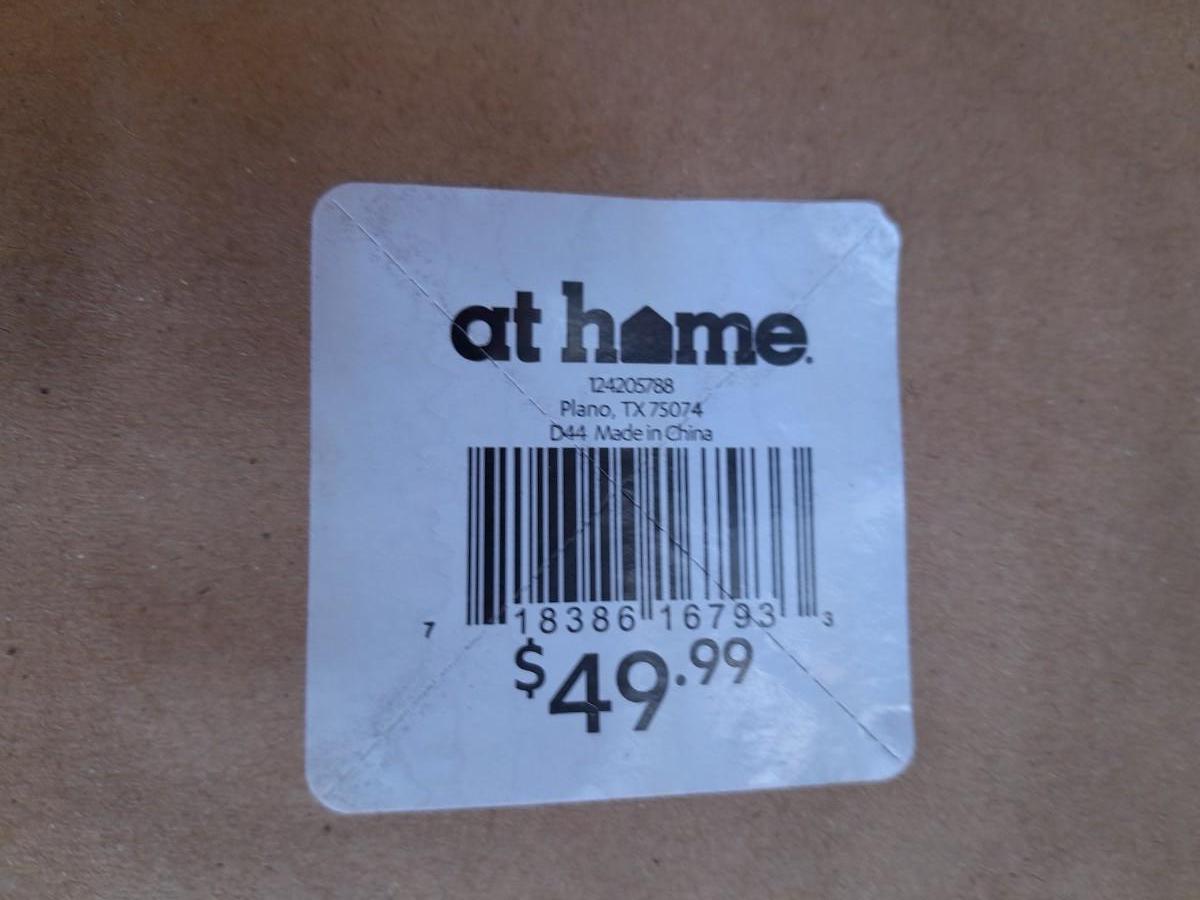 at home.
124205788
Plano, TX 75074
D44 Made in China
7 18386 16793 3
$49.99